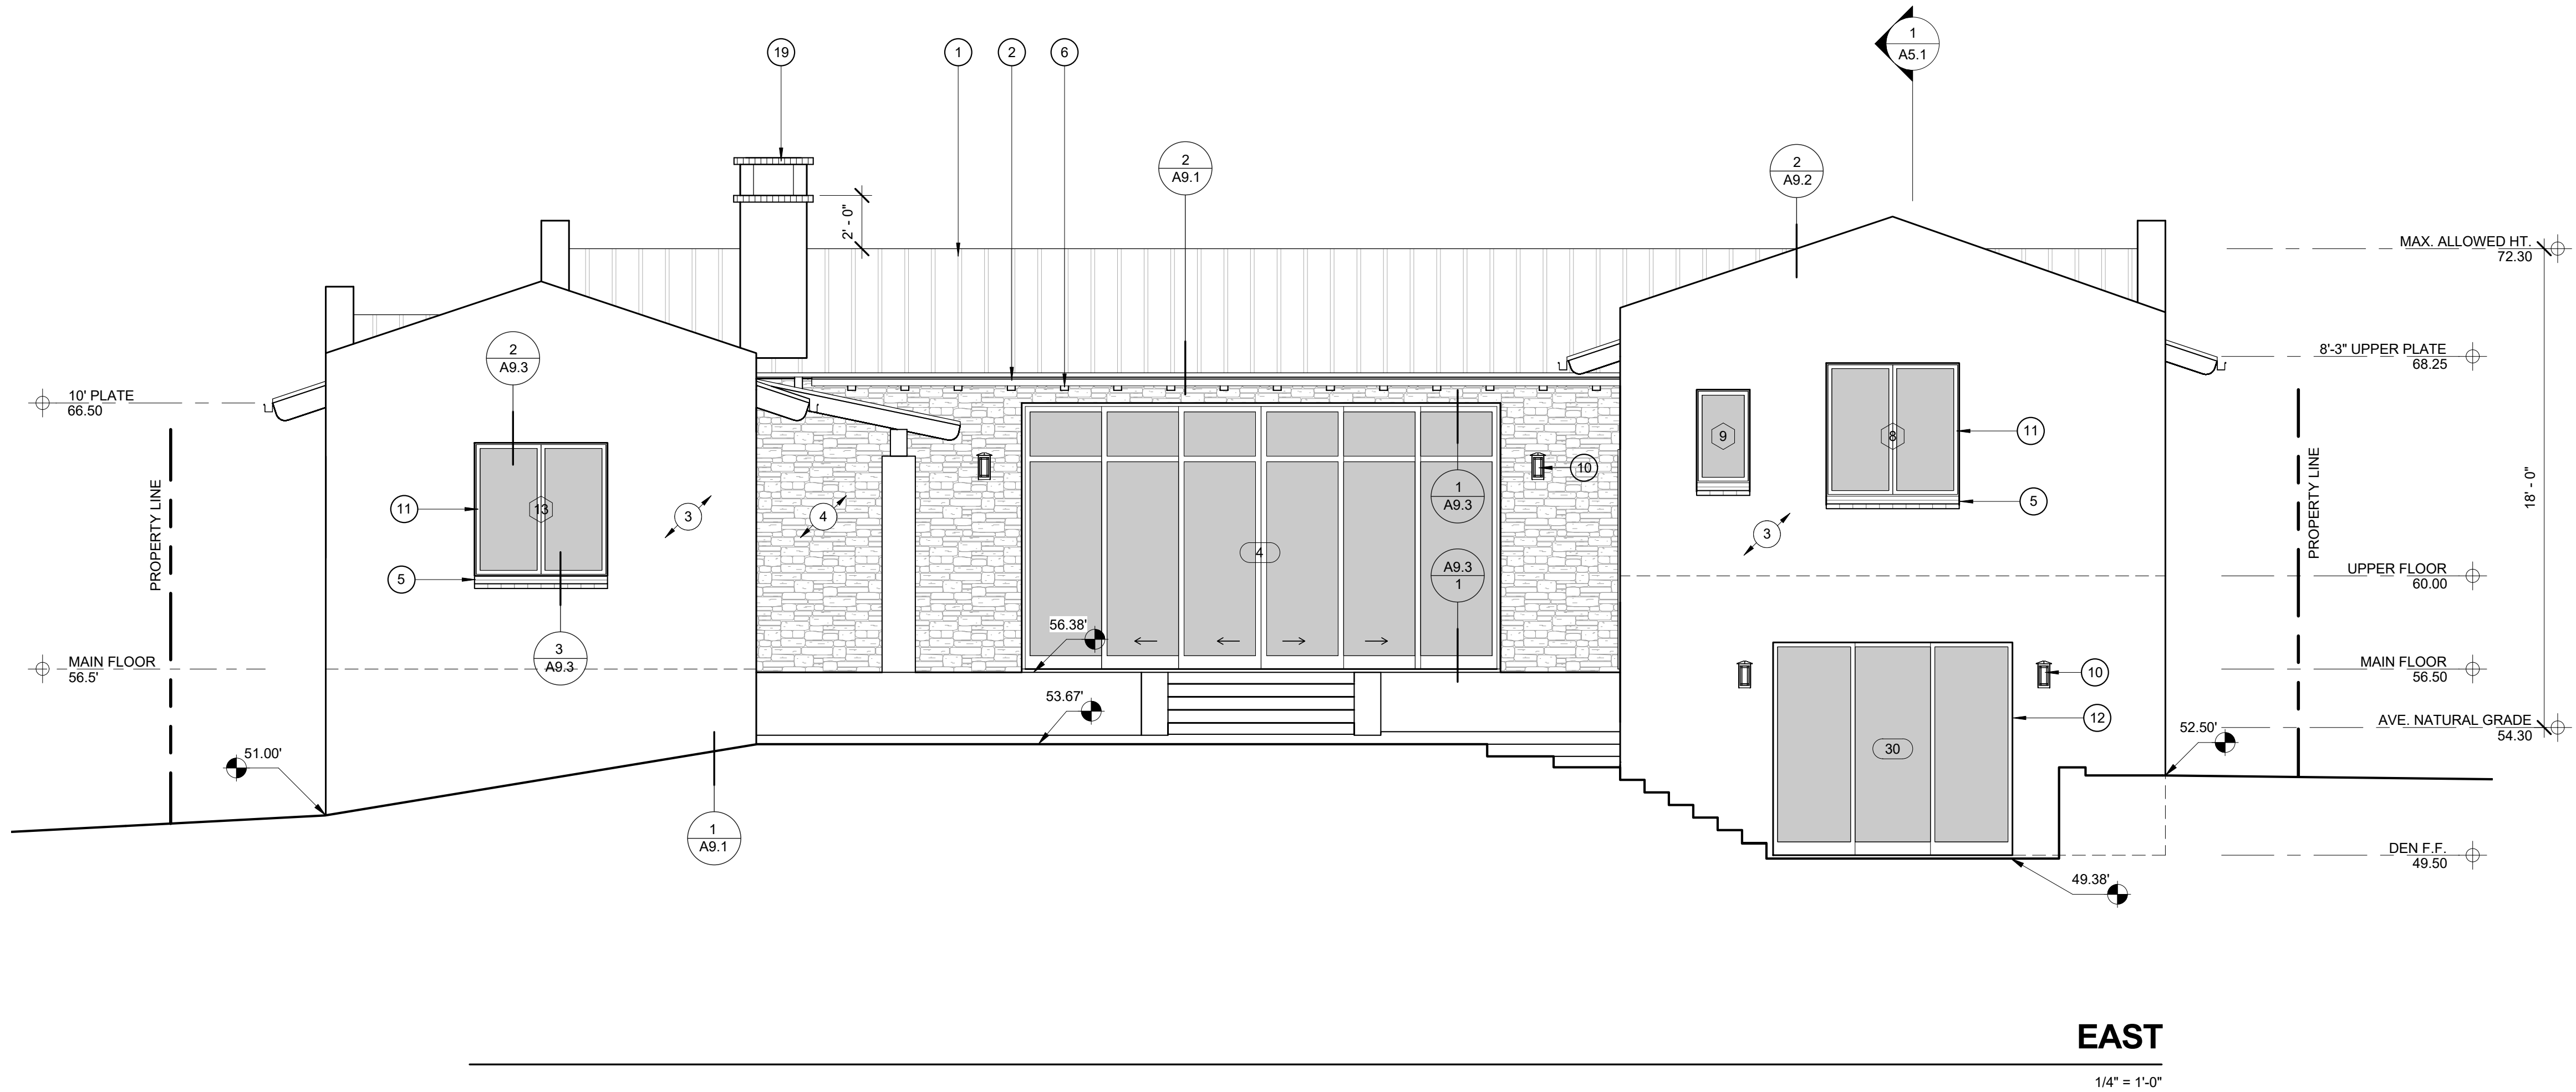 1
A5.1
19
1
2
6
2
A9.1
2
A9.2
2' - 0"
MAX. ALLOWED HT.
72.30
2
A9.3
8'-3" UPPER PLATE
68.25
10' PLATE
66.50
9
8
11
10
1
A9.3
PROPERTY LINE
11
13
3
4
5
3
18' - 0"
PROPERTY LINE
4
A9.3
1
5
UPPER FLOOR
60.00
56.38'
3
A9.3
MAIN FLOOR
56.5'
MAIN FLOOR
56.50
10
53.67'
12
AVE. NATURAL GRADE
54.30
52.50'
51.00'
30
1
A9.1
DEN F.F.
49.50
49.38'
EAST
1/4" = 1'-0"